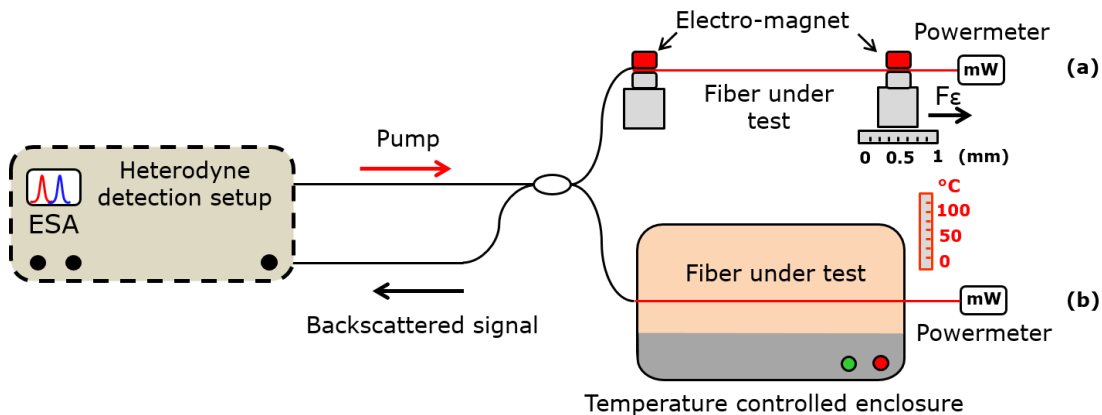 Electro-magnet
Powermeter
mW
(a)
Fiber under
test
Fε
0 0.5 1 (mm)
Pump
Heterodyne
detection setup
ESA
°C
100
50
0
Fiber under test
mW
(b)
Powermeter
Backscattered signal
Temperature controlled enclosure